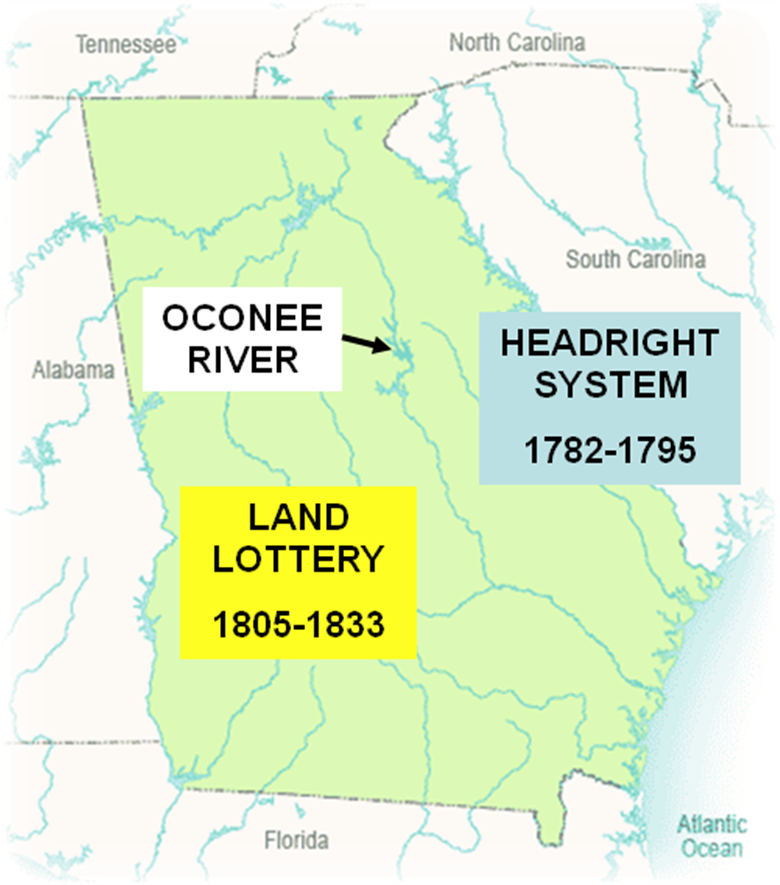 Tennessee
North Carolina
South Carolina
OCONEE
RIVER
HEADRIGHT
SYSTEM
1782-1795
Alabama
LAND
LOTTERY
1805-1833
Florida
Atlantic
Ocean